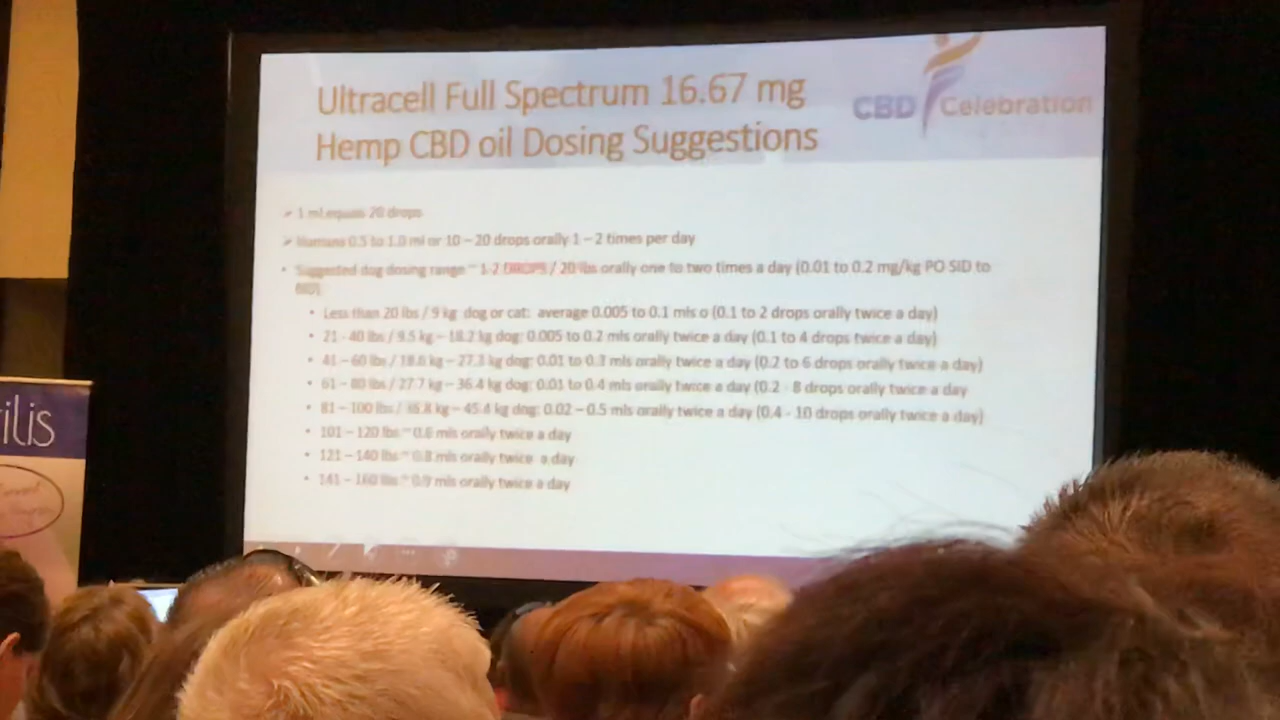 Ultracell Full Spectrum 16.67 mg
Hemp CBD oil Dosing Suggestions
CBD Celebration
➢ 1 ml equals 20 drops
➢ Humans 0.5 to 1.0 ml or 10 – 20 drops orally 1 – 2 times per day
• Suggested dog dosing range ~ 1-2 DROPS / 20 lbs orally one to two times a day (0.01 to 0.2 mg/kg PO SID to
BID)
• Less than 20 lbs / 9 kg dog or cat: average 0.005 to 0.1 mls o (0.1 to 2 drops orally twice a day)
• 21 - 40 lbs / 9.5 kg – 18.2 kg dog: 0.005 to 0.2 mls orally twice a day (0.1 to 4 drops twice a day)
• 41 – 60 lbs / 18.6 kg – 27.3 kg dog: 0.01 to 0.3 mls orally twice a day (0.2 to 6 drops orally twice a day)
• 61 – 80 lbs / 27.7 kg – 36.4 kg dog: 0.01 to 0.4 mls orally twice a day (0.2 - 8 drops orally twice a day
• 81 – 100 lbs / kg – 45.4 kg dog: 0.02 – 0.5 mls orally twice a day (0.4 - 10 drops orally twice a day)
• 101 – 120 lbs ~ 0.6 mls orally twice a day
• 121 – 140 lbs ~ 0.8 mls orally twice a day
• 141 – 160 lbs ~ 0.9 mls orally twice a day
ilis